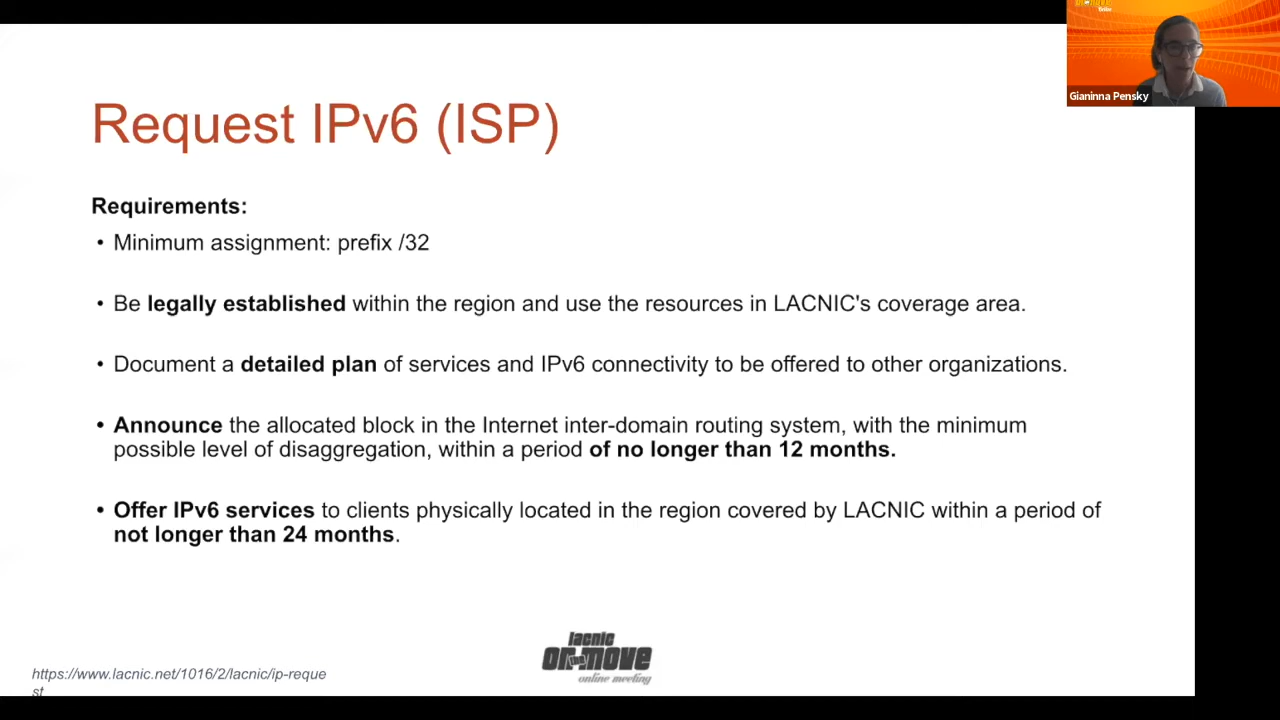 Gianinna Pensky
Request IPv6 (ISP)
Requirements:
• Minimum assignment: prefix /32
• Be legally established within the region and use the resources in LACNIC's coverage area.
• Document a detailed plan of services and IPv6 connectivity to be offered to other organizations.
• Announce the allocated block in the Internet inter-domain routing system, with the minimum
possible level of disaggregation, within a period of no longer than 12 months.
• Offer IPv6 services to clients physically located in the region covered by LACNIC within a period of
not longer than 24 months.
lacnic
on the move
online meeting
https://www.lacnic.net/1016/2/lacnic/ip-reque
st